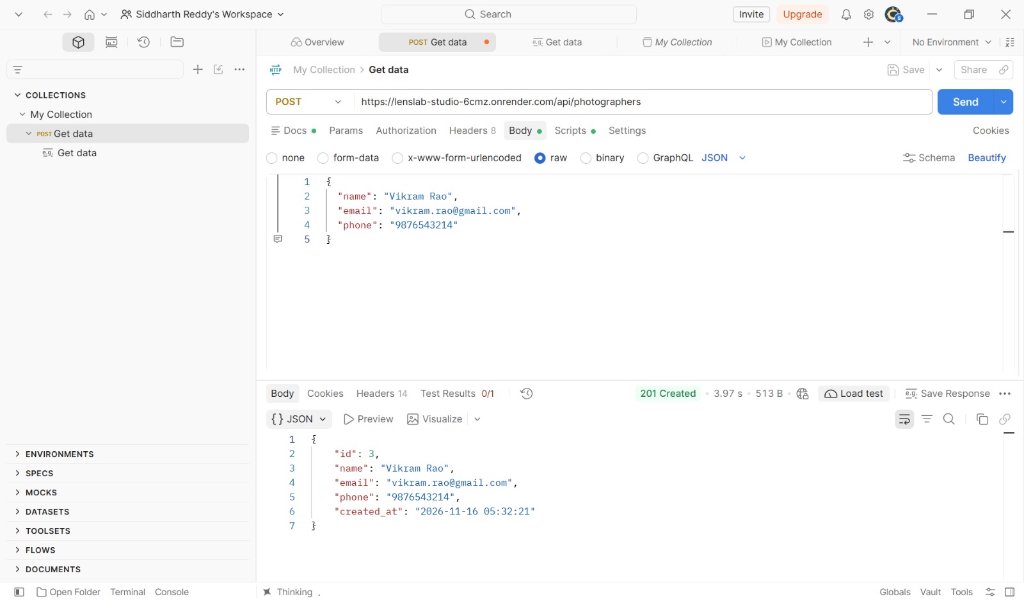 Siddharth Reddy's Workspace
Search
Invite
Upgrade
Overview
POST Get data
e.g. Get data
My Collection
My Collection
No Environment
HTTP My Collection > Get data
Save
Share
COLLECTIONS
My Collection
POST Get data
e.g. Get data
POST
https://lenslab-studio-6cmz.onrender.com/api/photographers
Send
Docs
Params
Authorization
Headers 8
Body
Scripts
Settings
Cookies
none
form-data
x-www-form-urlencoded
raw
binary
GraphQL
JSON
Schema
Beautify
1 {
2 "name": "Vikram Rao",
3 "email": "vikram.rao@gmail.com",
4 "phone": "9876543214"
5 }
Body
Cookies
Headers 14
Test Results 0/1
201 Created
3.97 s
513 B
Load test
e.g. Save Response
{} JSON
Preview
Visualize
1 {
2 "id": 3,
3 "name": "Vikram Rao",
4 "email": "vikram.rao@gmail.com",
5 "phone": "9876543214",
6 "created_at": "2026-11-16 05:32:21"
7 }
ENVIRONMENTS
SPECS
MOCKS
DATASETS
TOOLSETS
FLOWS
DOCUMENTS
Open Folder
Terminal
Console
Thinking .
Globals
Vault
Tools